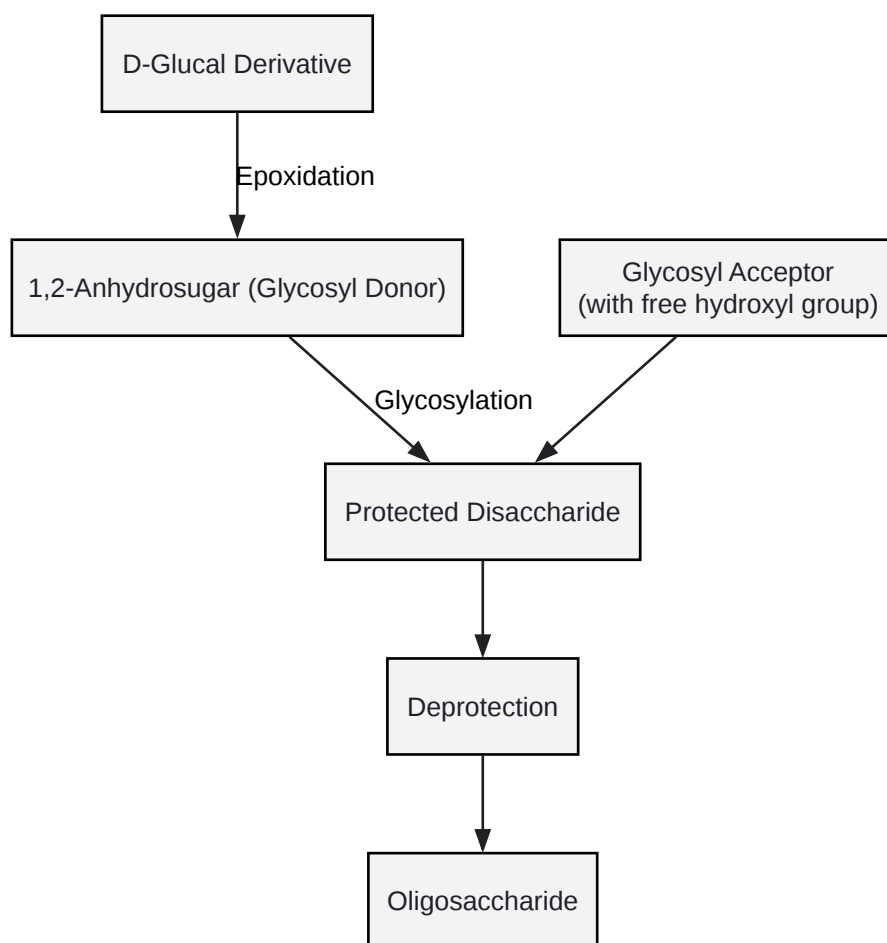 D-Glucal Derivative
Epoxidation
1,2-Anhydrosugar (Glycosyl Donor)
Glycosyl Acceptor
(with free hydroxyl group)
Glycosylation
Protected Disaccharide
Deprotection
Oligosaccharide